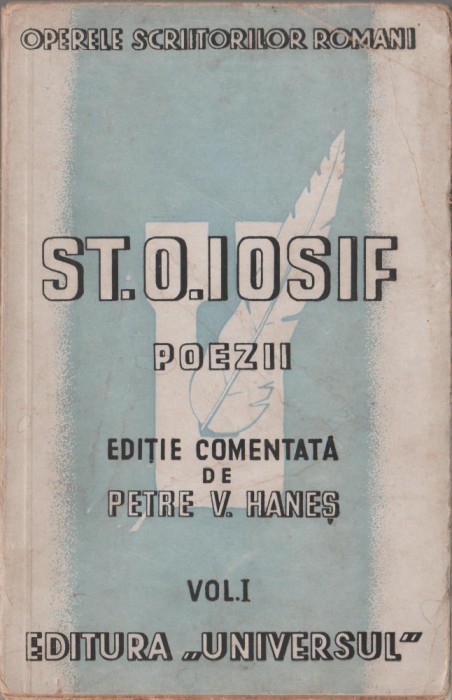 OPERELE SCRIITORILOR ROMANI
ST.O.IOSIF
POEZII
EDIȚIE COMENTATĂ
DE
PETRE V. HANEȘ
VOL.I
EDITURA „UNIVERSUL"